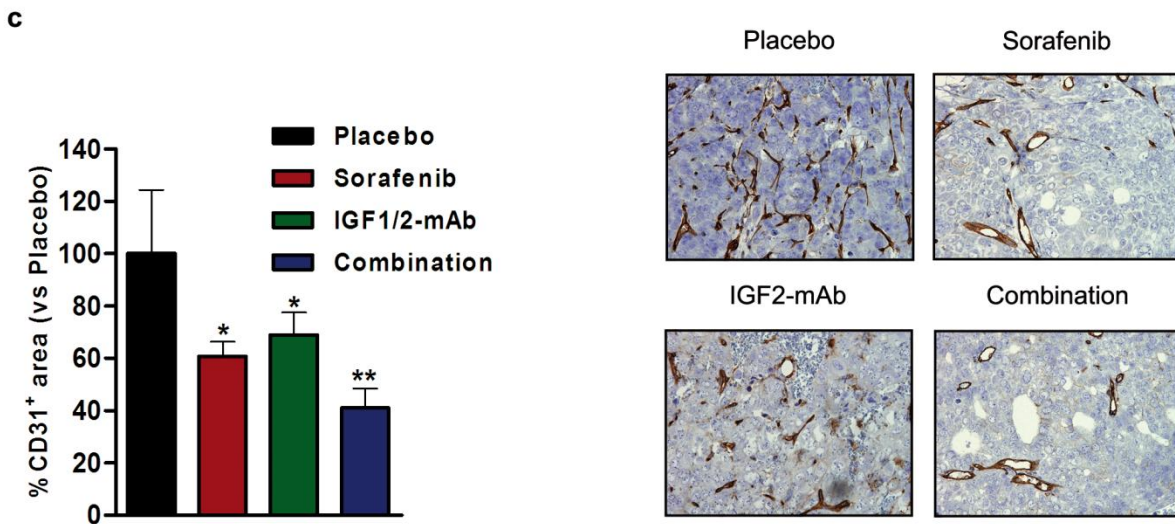 c
% CD31⁺ area (vs Placebo)
140
120
100
80
60
40
20
0
*
*
**
Placebo
Sorafenib
IGF1/2-mAb
Combination
Placebo
Sorafenib
IGF2-mAb
Combination